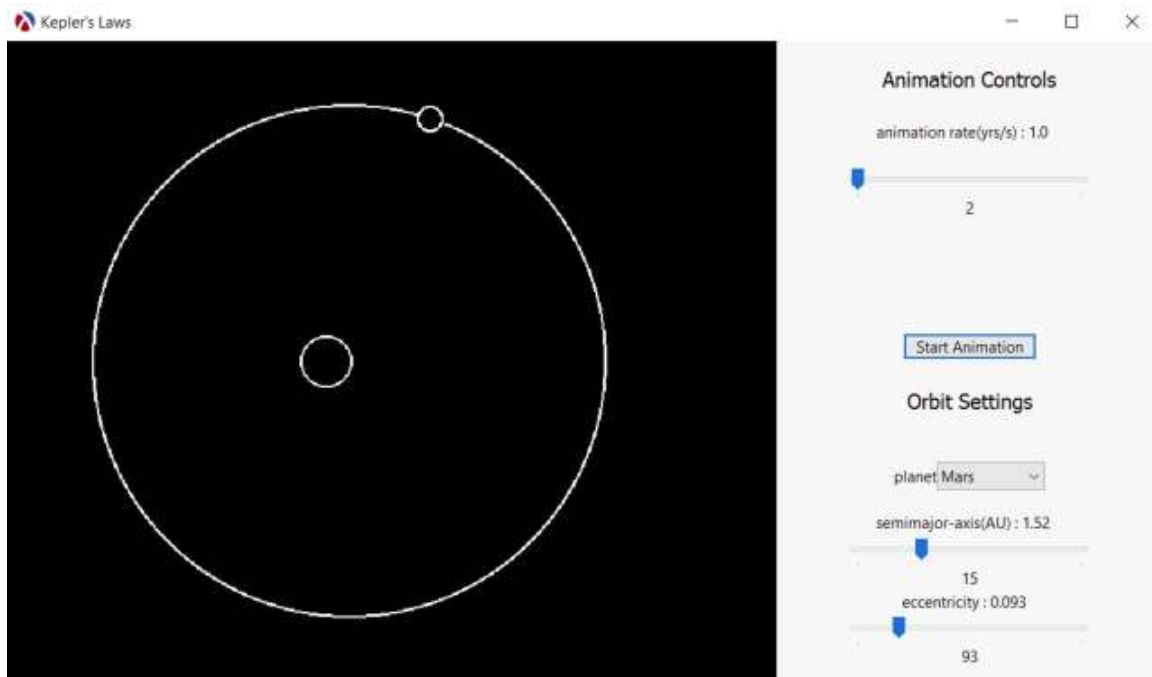 Kepler's Laws
Animation Controls
animation rate(yrs/s) : 1.0
2
Start Animation
Orbit Settings
planet Mars
semimajor-axis(AU) : 1.52
15
eccentricity : 0.093
93